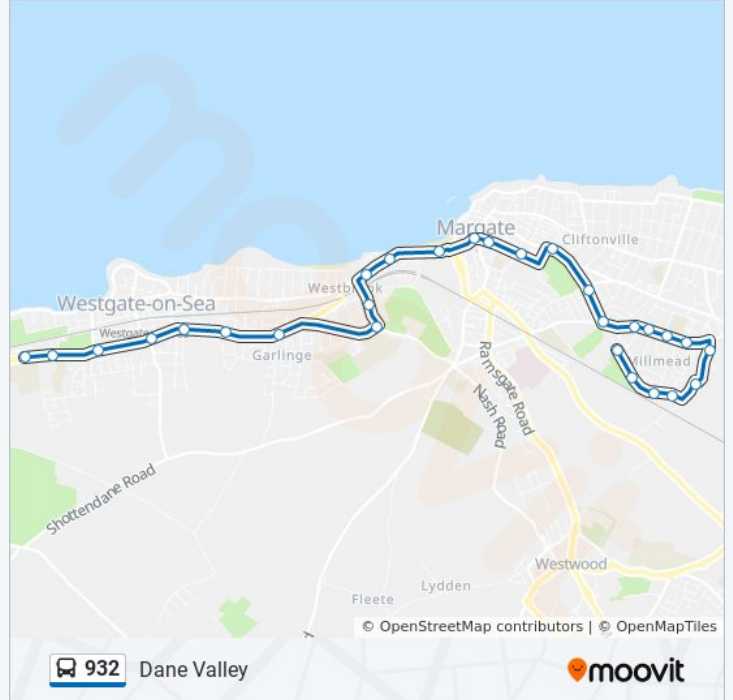 Margate
Cliftonville
Westbrook
Westgate-on-Sea
Westgate
Garlinge
Millmead
Ramsgate Road
Nash Road
Shottendane Road
Westwood
Lydden
Fleete
© OpenStreetMap contributors | © OpenMapTiles
932 Dane Valley
moovit